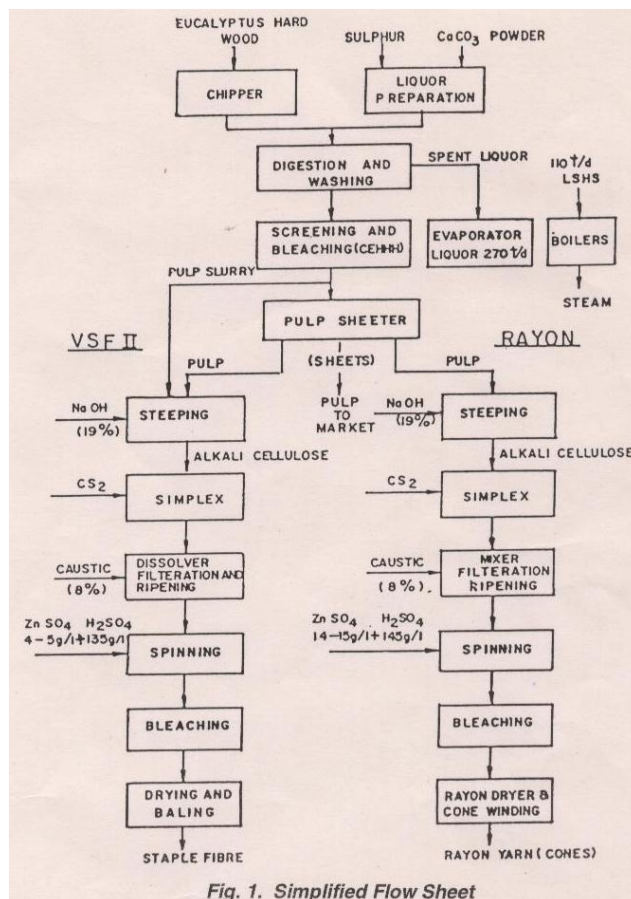 EUCALYPTUS HARD
WOOD
SULPHUR
CaCO3 POWDER
CHIPPER
LIQUOR
PREPARATION
DIGESTION AND
WASHING
SPENT LIQUOR
110 t/d
LSHS
SCREENING AND
BLEACHING (CEHHH)
EVAPORATOR
LIQUOR 270 t/d
BOILERS
STEAM
PULP SLURRY
PULP SHEETER
VSF II
RAYON
PULP
(SHEETS)
PULP
PULP
TO
MARKET
NaOH
(19%)
STEEPING
NaOH
(19%)
STEEPING
ALKALI CELLULOSE
ALKALI CELLULOSE
CS2
SIMPLEX
CS2
SIMPLEX
CAUSTIC
(8%)
DISSOLVER
FILTERATION AND
RIPENING
CAUSTIC
(8%).
MIXER
FILTERATION
RIPENING
Zn SO4 H2SO4
4-5g/l+135g/l
SPINNING
Zn SO4 H2SO4
14-15g/l+145g/l
SPINNING
BLEACHING
BLEACHING
DRYING AND
BALING
RAYON DRYER &
CONE WINDING
STAPLE FIBRE
RAYON YARN (CONES)
Fig. 1. Simplified Flow Sheet